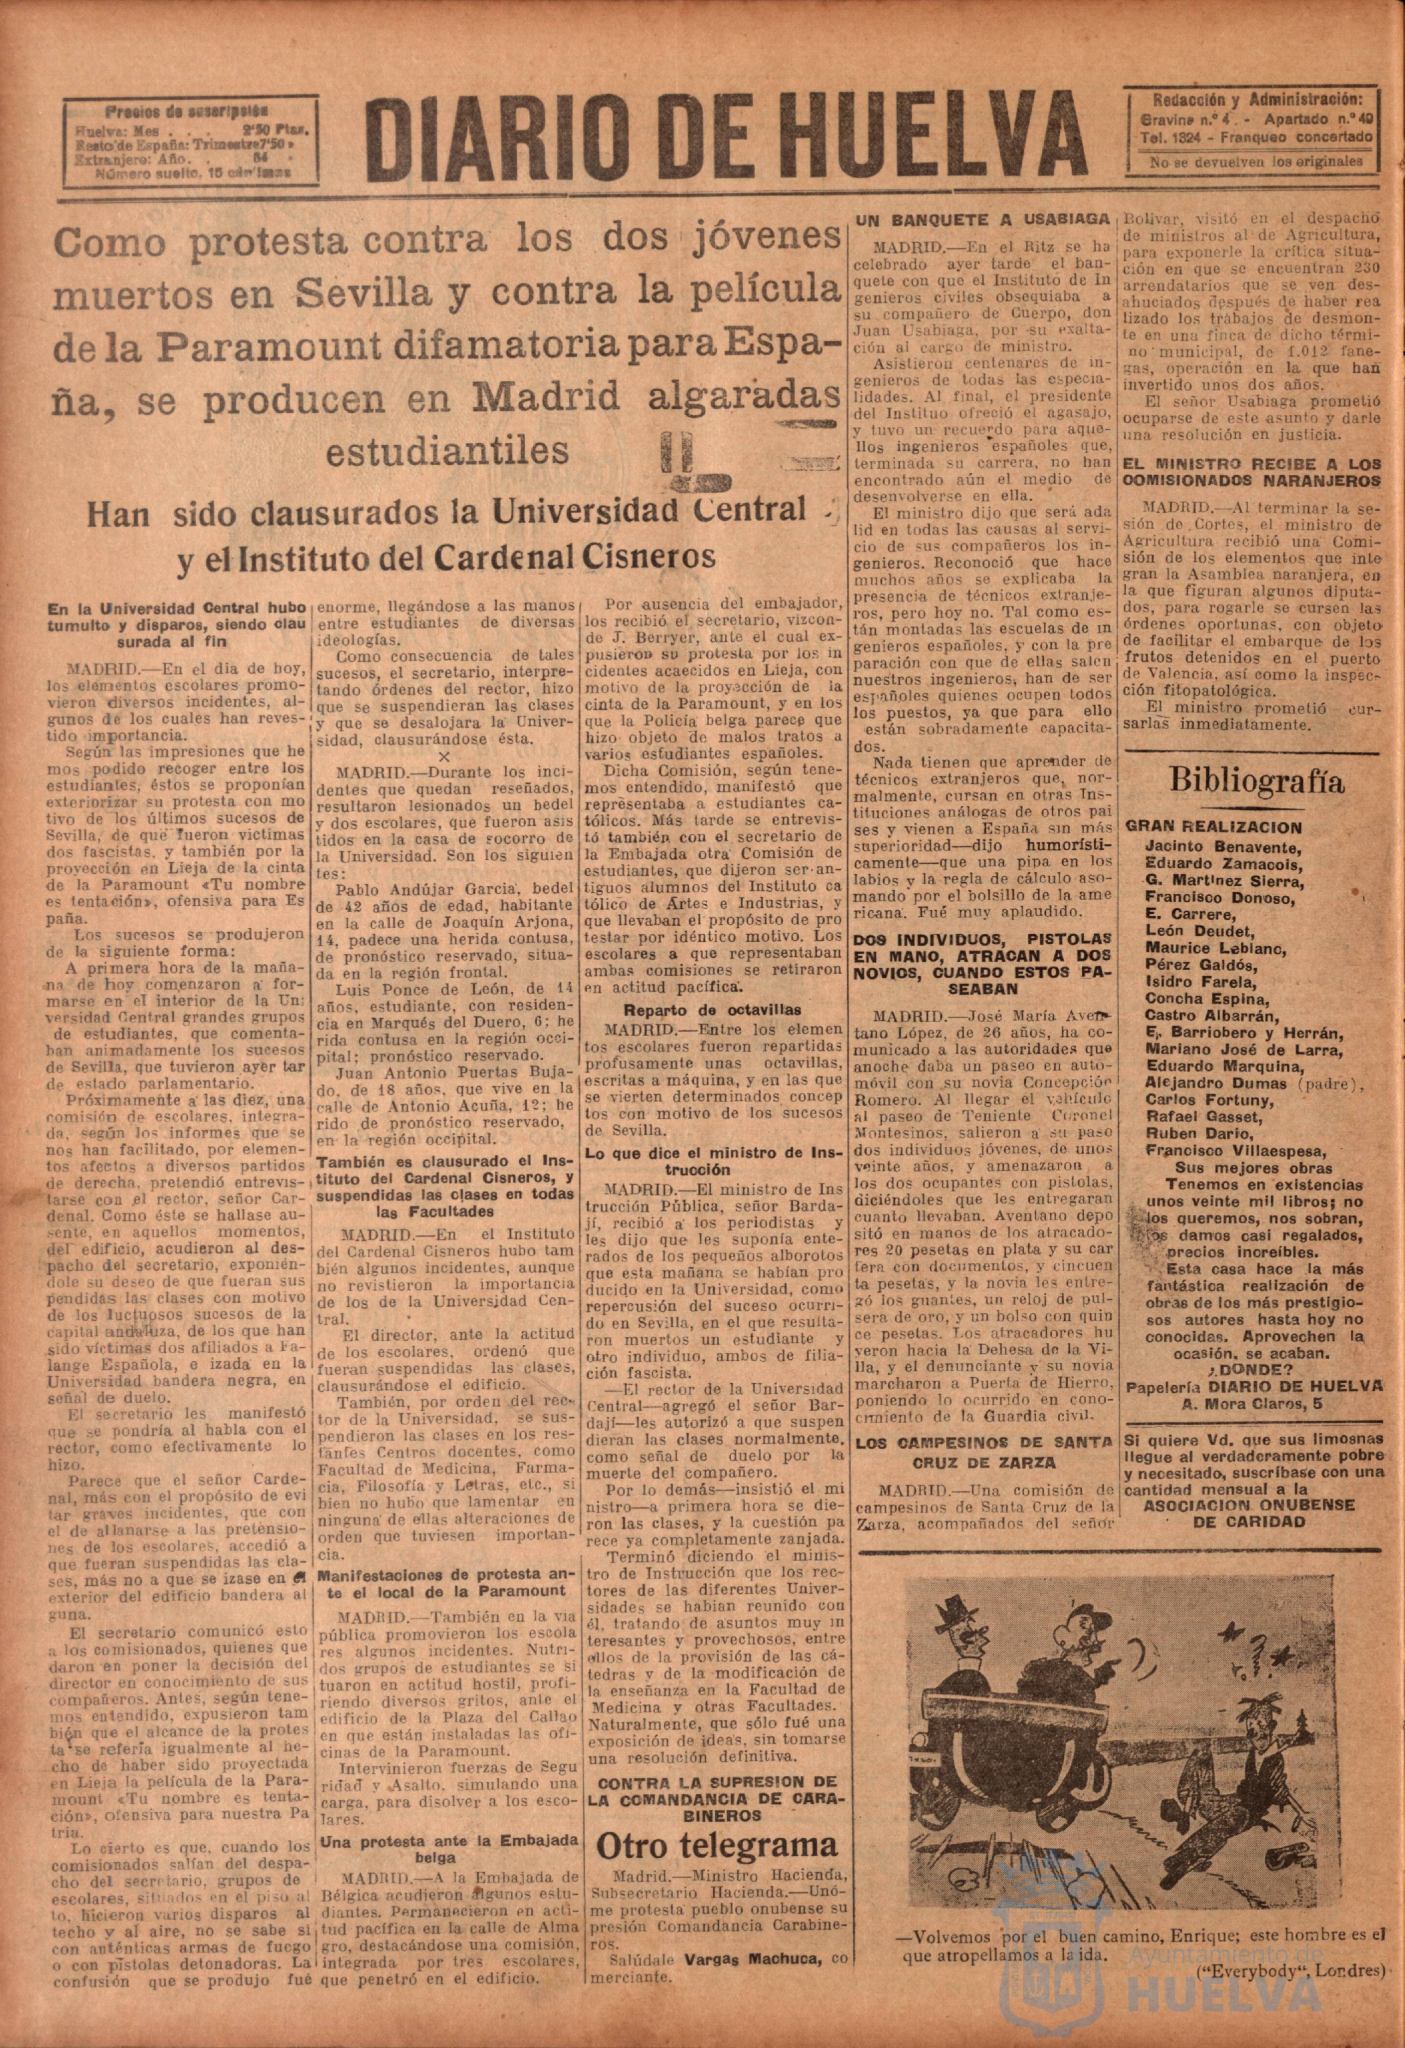 Precios de suscripción
Huelva: Mes . . . 2'50 Ptas.
Resto de España: Trimestre 7'50 »
Extranjero: Año. . 54 »
Número suelto, 15 céntimos
DIARIO DE HUELVA
Redacción y Administración:
Gravina n.º 4 - Apartado n.º 40
Tel. 1324 - Franqueo concertado
No se devuelven los originales
Como protesta contra los dos jóvenes
muertos en Sevilla y contra la película
de la Paramount difamatoria para Espa-
ña, se producen en Madrid algaradas
estudiantiles
Han sido clausurados la Universidad Central
y el Instituto del Cardenal Cisneros
En la Universidad Central hubo
tumulto y disparos, siendo clau
surada al fin
MADRID.—En el dia de hoy,
los elementos escolares promo-
vieron diversos incidentes, al-
gunos de los cuales han reves-
tido importancia.
Según las impresiones que he
mos podido recoger entre los
estudiantes, éstos se proponían
exteriorizar su protesta con mo
tivo de los últimos sucesos de
Sevilla, de que fueron victimas
dos fascistas, y también por la
proyección en Lieja de la cinta
de la Paramount «Tu nombre
es tentación», ofensiva para Es
paña.
Los sucesos se produjeron
de la siguiente forma:
A primera hora de la maña-
na de hoy comenzaron a for-
marse en el interior de la Uni
versidad Central grandes grupos
de estudiantes, que comenta-
ban animadamente los sucesos
de Sevilla, que tuvieron ayer tar
de estado parlamentario.
Próximamente a las diez, una
comisión de escolares, integra-
da, según los informes que se
nos han facilitado, por elemen-
tos afectos a diversos partidos
de derecha, pretendió entrevis-
tarse con el rector, señor Car-
denal. Como éste se hallase au-
sente, en aquellos momentos,
del edificio, acudieron al des-
pacho del secretario, exponién-
dole su deseo de que fueran sus
pendidas las clases con motivo
de los luctuosos sucesos de la
capital andaluza, de los que han
sido víctimas dos afiliados a Fa-
lange Española, e izada en la
Universidad bandera negra, en
señal de duelo.
El secretario les manifestó
que se pondría al habla con el
rector, como efectivamente lo
hizo.
Parece que el señor Carde-
nal, más con el propósito de evi
tar graves incidentes, que con
el de allanarse a las pretensio-
nes de los escolares, accedió a
que fueran suspendidas las cla-
ses, más no a que se izase en el
exterior del edificio bandera al
guna.
El secretario comunicó esto
a los comisionados, quienes que
daron en poner la decisión del
director en conocimiento de sus
compañeros. Antes, según tene-
mos entendido, expusieron tam
bién que el alcance de la protes
ta se refería igualmente al he-
cho de haber sido proyectada
en Lieja la película de la Para-
mount «Tu nombre es tenta-
ción», ofensiva para nuestra Pa
tria.
Lo cierto es que, cuando los
comisionados salían del despa-
cho del secretario, grupos de
escolares, situados en el piso al
to, hicieron varios disparos al
techo y al aire, no se sabe si
con anténticas armas de fuego
o con pistolas detonadoras. La
confusión que se produjo fué
enorme, llegándose a las manos
entre estudiantes de diversas
ideologías.
Como consecuencia de tales
sucesos, el secretario, interpre-
tando órdenes del rector, hizo
que se suspendieran las clases
y que se desalojara la Univer-
sidad, clausurándose ésta.
×
MADRID.—Durante los inci-
dentes que quedan reseñados,
resultaron lesionados un bedel
y dos escolares, que fueron asis
tidos en la casa de socorro de
la Universidad. Son los siguien
tes:
Pablo Andújar Garcia, bedel
de 42 años de edad, habitante
en la calle de Joaquín Arjona,
14, padece una herida contusa,
de pronóstico reservado, situa-
da en la región frontal.
Luis Ponce de León, de 14
años, estudiante, con residen-
cia en Marqués del Duero, 6; he
rida contusa en la región occi-
pital; pronóstico reservado.
Juan Antonio Puertas Buja-
do, de 18 años, que vive en la
calle de Antonio Acuña, 12; he
rido de pronóstico reservado,
en la región occipital.
También es clausurado el Ins-
tituto del Cardenal Cisneros, y
suspendidas las clases en todas
las Facultades
MADRID.—En el Instituto
del Cardenal Cisneros hubo tam
bién algunos incidentes, aunque
no revistieron la importancia
de los de la Universidad Cen-
tral.
El director, ante la actitud
de los escolares, ordenó que
fueran suspendidas las clases,
clausurándose el edificio.
También, por orden del rec-
tor de la Universidad, se sus-
pendieron las clases en los res-
tantes Centros docentes, como
Facultad de Medicina, Farma-
cia, Filosofía y Letras, etc., si
bien no hubo que lamentar en
ninguna de ellas alteraciones de
orden que tuviesen importan-
cia.
Manifestaciones de protesta an-
te el local de la Paramount
MADRID.—También en la via
pública promovieron los escola
res algunos incidentes. Nutri-
dos grupos de estudiantes se si
tuaron en actitud hostil, profi-
riendo diversos gritos, ante el
edificio de la Plaza del Callao
en que están instaladas las ofi-
cinas de la Paramount.
Intervinieron fuerzas de Segu
ridad y Asalto, simulando una
carga, para disolver a los esco-
lares.
Una protesta ante la Embajada
belga
MADRID.—A la Embajada de
Bélgica acudieron algunos estu-
diantes. Permanecieron en acti-
tud pacífica en la calle de Alma
gro, destacándose una comisión,
integrada por tres escolares,
que penetró en el edificio.
Por ausencia del embajador,
los recibió el secretario, vizcon-
de J. Berryer, ante el cual ex-
pusieron su protesta por los in
cidentes acaecidos en Lieja, con
motivo de la proyección de la
cinta de la Paramount, y en los
que la Policía belga parece que
hizo objeto de malos tratos a
varios estudiantes españoles.
Dicha Comisión, según tene-
mos entendido, manifestó que
representaba a estudiantes ca-
tólicos. Más tarde se entrevis-
tó también con el secretario de
la Embajada otra Comisión de
estudiantes, que dijeron ser an-
tiguos alumnos del Instituto ca
tólico de Artes e Industrias, y
que llevaban el propósito de pro
testar por idéntico motivo. Los
escolares a que representaban
ambas comisiones se retiraron
en actitud pacífica.
Reparto de octavillas
MADRID.—Entre los elemen
tos escolares fueron repartidas
profusamente unas octavillas,
escritas a máquina, y en las que
se vierten determinados concep
tos con motivo de los sucesos
de Sevilla.
Lo que dice el ministro de Ins-
trucción
MADRID.—El ministro de Ins
trucción Pública, señor Barda-
jí, recibió a los periodistas y
les dijo que les suponía ente-
rados de los pequeños alborotos
que esta mañana se habían pro
ducido en la Universidad, como
repercusión del suceso ocurri-
do en Sevilla, en el que resulta-
ron muertos un estudiante y
otro individuo, ambos de filia-
ción fascista.
—El rector de la Universidad
Central—agregó el señor Bar-
dají—les autorizó a que suspen
dieran las clases normalmente,
como señal de duelo por la
muerte del compañero.
Por lo demás—insistió el mi
nistro—a primera hora se die-
ron las clases, y la cuestión pa
rece ya completamente zanjada.
Terminó diciendo el minis-
tro de Instrucción que los rec-
tores de las diferentes Univer-
sidades se habian reunido con
él, tratando de asuntos muy in
teresantes y provechosos, entre
ellos de la provisión de las cá-
tedras y de la modificación de
la enseñanza en la Facultad de
Medicina y otras Facultades.
Naturalmente, que sólo fué una
exposición de ideas, sin tomarse
una resolución definitiva.
CONTRA LA SUPRESION DE
LA COMANDANCIA DE CARA-
BINEROS
Otro telegrama
Madrid.—Ministro Hacienda,
Subsecretario Hacienda.—Unó-
me protesta pueblo onubense su
presión Comandancia Carabine-
ros.
Salúdale Vargas Machuca, co
merciante.
UN BANQUETE A USABIAGA
MADRID.—En el Ritz se ha
celebrado ayer tarde el ban-
quete con que el Instituto de In
genieros civiles obsequiaba a
su compañero de Cuerpo, don
Juan Usabiaga, por su exalta-
ción al cargo de ministro.
Asistieron centenares de in-
genieros de todas las especia-
lidades. Al final, el presidente
del Instituo ofreció el agasajo,
y tuvo un recuerdo para aque-
llos ingenieros españoles que,
terminada su carrera, no han
encontrado aún el medio de
desenvolverse en ella.
El ministro dijo que será ada
lid en todas las causas al servi-
cio de sus compañeros los in-
genieros. Reconoció que hace
muchos años se explicaba la
presencia de técnicos extranje-
ros, pero hoy no. Tal como es-
tán montadas las escuelas de in
genieros españoles, y con la pre
paración con que de ellas salen
nuestros ingenieros, han de ser
españoles quienes ocupen todos
los puestos, ya que para ello
están sobradamente capacita-
dos.
Nada tienen que aprender de
técnicos extranjeros que, nor-
malmente, cursan en otras Ins-
tituciones análogas de otros pai
ses y vienen a España sin más
superioridad—dijo humorísti-
camente—que una pipa en los
labios y la regla de cálculo aso-
mando por el bolsillo de la ame
ricana. Fué muy aplaudido.
DOS INDIVIDUOS, PISTOLAS
EN MANO, ATRACAN A DOS
NOVIOS, CUANDO ESTOS PA-
SEABAN
MADRID.—José María Aven-
tano López, de 26 años, ha co-
municado a las autoridades que
anoche daba un paseo en auto-
móvil con su novia Concepción
Romero. Al llegar el vehículo
al paseo de Teniente Coronel
Montesinos, salieron a su paso
dos individuos jóvenes, de unos
veinte años, y amenazaron a
los dos ocupantes con pistolas,
diciéndoles que les entregaran
cuanto llevaban. Aventano depo
sitó en manos de los atracado-
res 20 pesetas en plata y su car
tera con documentos, y cincuen
ta pesetas, y la novia les entre-
gó los guantes, un reloj de pul-
sera de oro, y un bolso con quin
ce pesetas. Los atracadores hu
yeron hacia la Dehesa de la Vi-
lla, y el denunciante y su novia
marcharon a Puerta de Hierro,
poniendo lo ocurrido en cono-
cimiento de la Guardia civil.
LOS CAMPESINOS DE SANTA
CRUZ DE ZARZA
MADRID.—Una comisión de
campesinos de Santa Cruz de la
Zarza, acompañados del señor
Bolivar, visitó en el despacho
de ministros al de Agricultura,
para exponerle la crítica situa-
ción en que se encuentran 230
arrendatarios que se ven des-
ahuciados después de haber rea
lizado los trabajos de desmon-
te en una finca de dicho térmi-
no municipal, de 1.012 fane-
gas, operación en la que han
invertido unos dos años.
El señor Usabiaga prometió
ocuparse de este asunto y darle
una resolución en justicia.
EL MINISTRO RECIBE A LOS
COMISIONADOS NARANJEROS
MADRID.—Al terminar la se-
sión de Cortes, el ministro de
Agricultura recibió una Comi-
sión de los elementos que inte
gran la Asamblea naranjera, en
la que figuran algunos diputa-
dos, para rogarle se cursen las
órdenes oportunas, con objeto
de facilitar el embarque de los
frutos detenidos en el puerto
de Valencia, así como la inspec-
ción fitopatológica.
El ministro prometió cur-
sarlas inmediatamente.
Bibliografía
GRAN REALIZACION
Jacinto Benavente,
Eduardo Zamacois,
G. Martinez Sierra,
Francisco Donoso,
E. Carrere,
León Deudet,
Maurice Leblanc,
Pérez Galdós,
Isidro Farela,
Concha Espina,
Castro Albarrán,
E. Barriobero y Herrán,
Mariano José de Larra,
Eduardo Marquina,
Alejandro Dumas (padre),
Carlos Fortuny,
Rafael Gasset,
Ruben Dario,
Francisco Villaespesa,
Sus mejores obras
Tenemos en existencias
unos veinte mil libros; no
los queremos, nos sobran,
los damos casi regalados,
precios increíbles.
Esta casa hace la más
fantástica realización de
obras de los más prestigio-
sos autores hasta hoy no
conocidas. Aprovechen la
ocasión, se acaban.
¿DONDE?
Papelería DIARIO DE HUELVA
A. Mora Claros, 5
Si quiere Vd. que sus limosnas
llegue al verdaderamente pobre
y necesitado, suscríbase con una
cantidad mensual a la
ASOCIACION ONUBENSE
DE CARIDAD
—Volvemos por el buen camino, Enrique; este hombre es el
que atropellamos a la ida.
("Everybody", Londres)
Ayuntamiento de
HUELVA